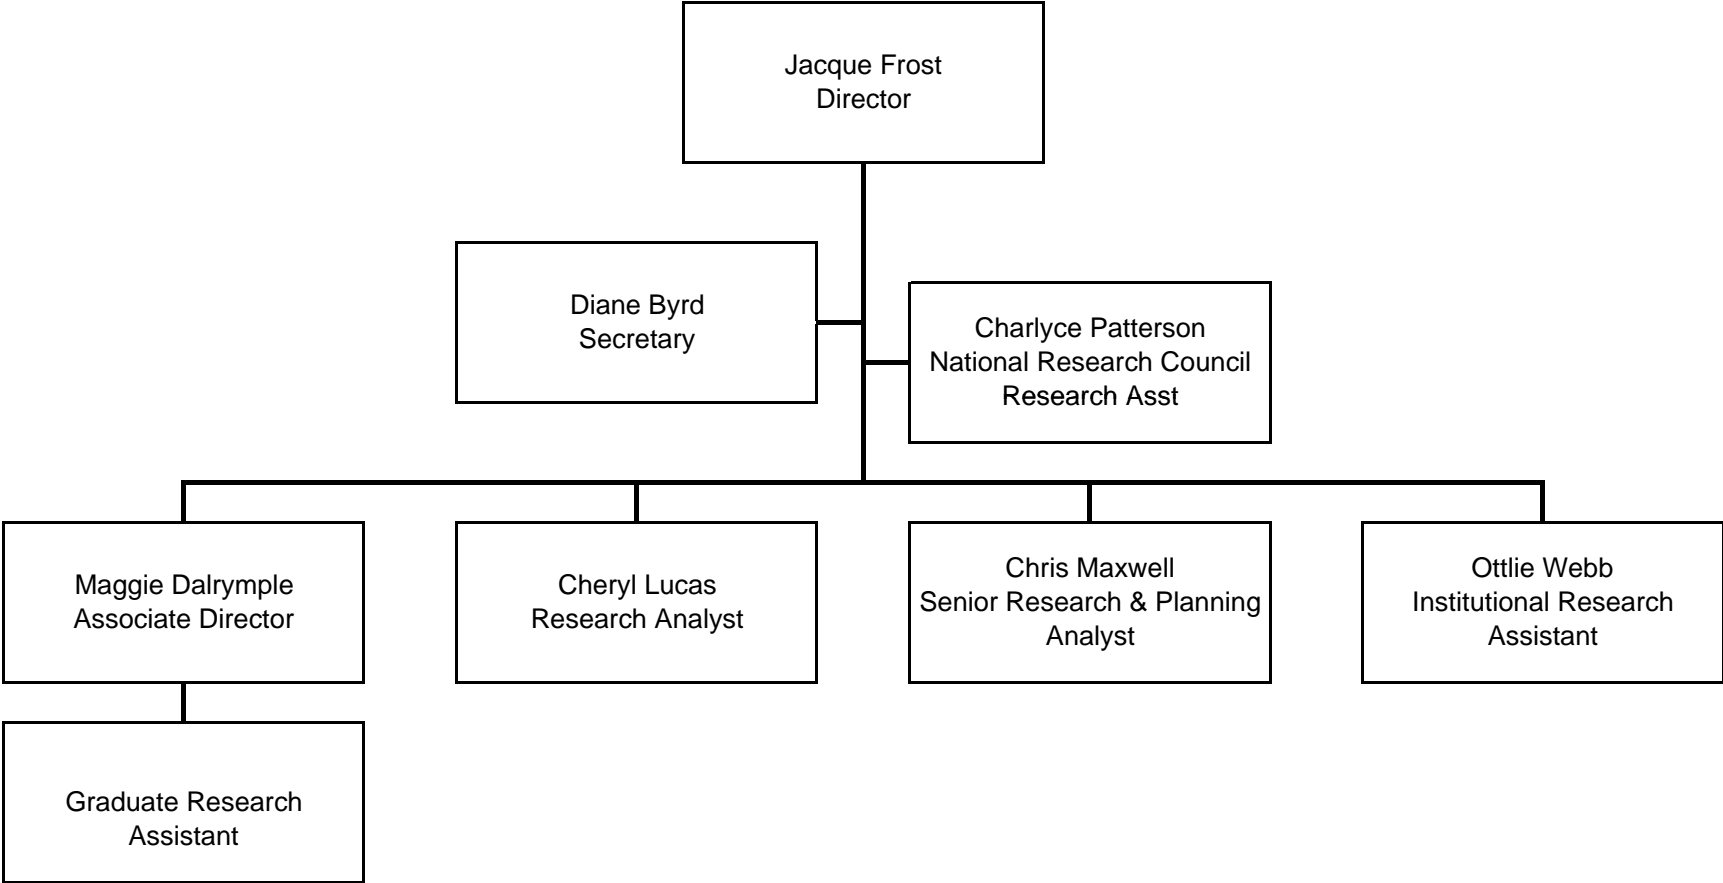 Jacque Frost
Director
Diane Byrd
Secretary
Charlyce Patterson
National Research Council
Research Asst
Maggie Dalrymple
Associate Director
Cheryl Lucas
Research Analyst
Chris Maxwell
Senior Research & Planning
Analyst
Ottlie Webb
Institutional Research
Assistant
Graduate Research
Assistant